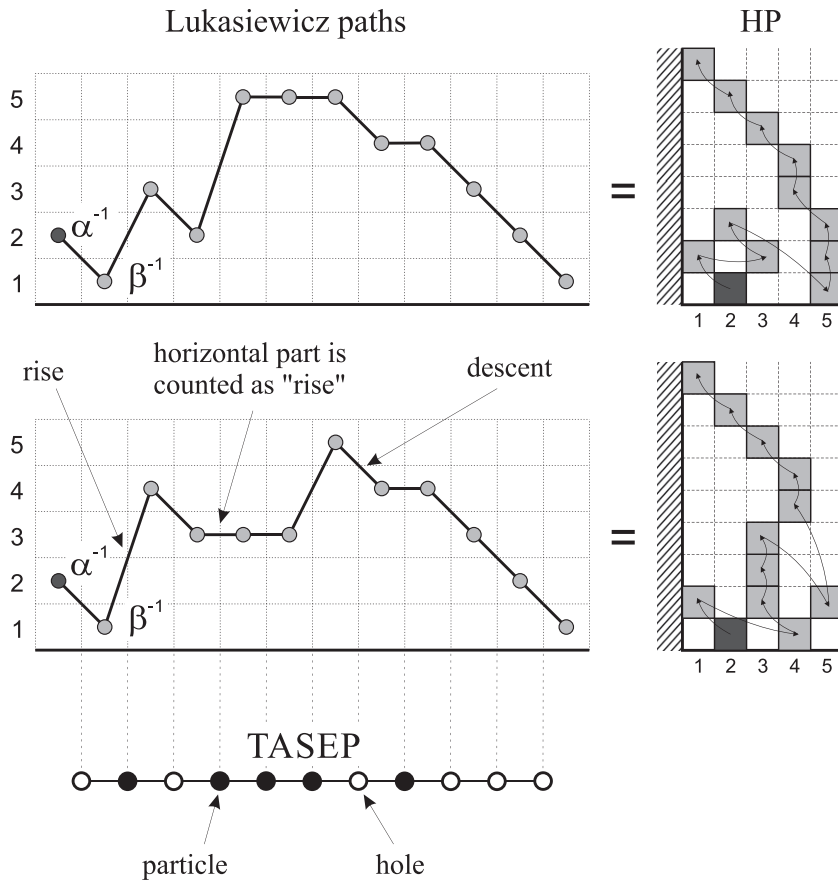 Lukasiewicz paths
HP
5
4
3
2
1
α⁻¹
β⁻¹
=
1 2 3 4 5
rise
horizontal part is
counted as "rise"
descent
5
4
3
2
1
α⁻¹
β⁻¹
=
1 2 3 4 5
TASEP
particle
hole